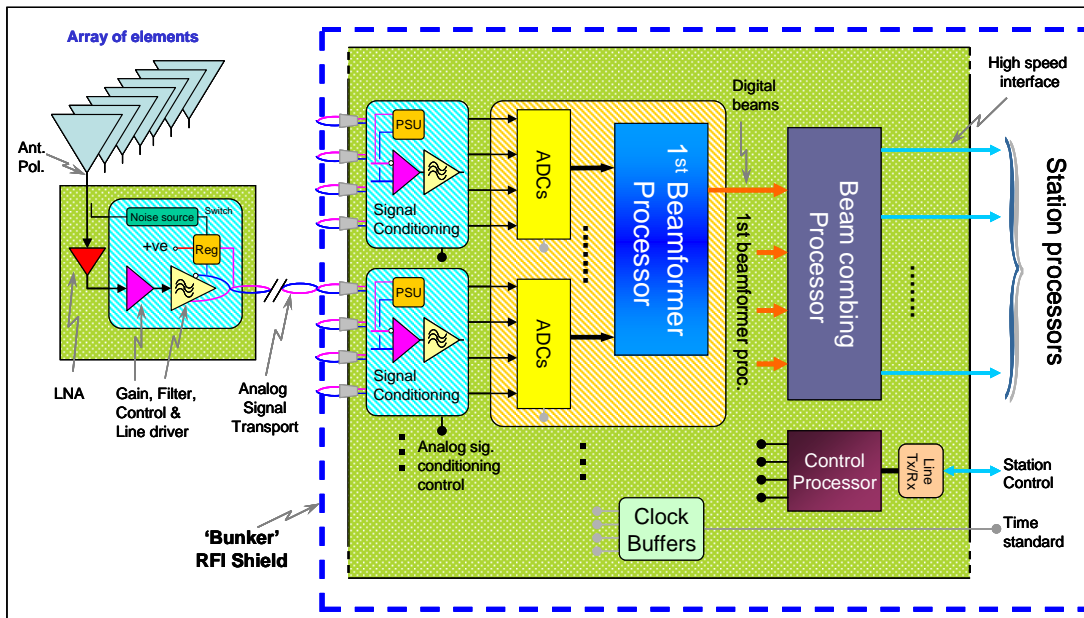 Array of elements
Ant.
Pol.
Noise source
Switch
+ve
Reg
LNA
Gain, Filter,
Control &
Line driver
Analog
Signal
Transport
'Bunker'
RFI Shield
PSU
Signal
Conditioning
PSU
Signal
Conditioning
Analog sig.
conditioning
control
ADCs
ADCs
1st Beamformer
Processor
Digital
beams
1st beamformer proc.
Beam combing
Processor
High speed
interface
Station processors
Control
Processor
Line
Tx/Rx
Station
Control
Clock
Buffers
Time
standard